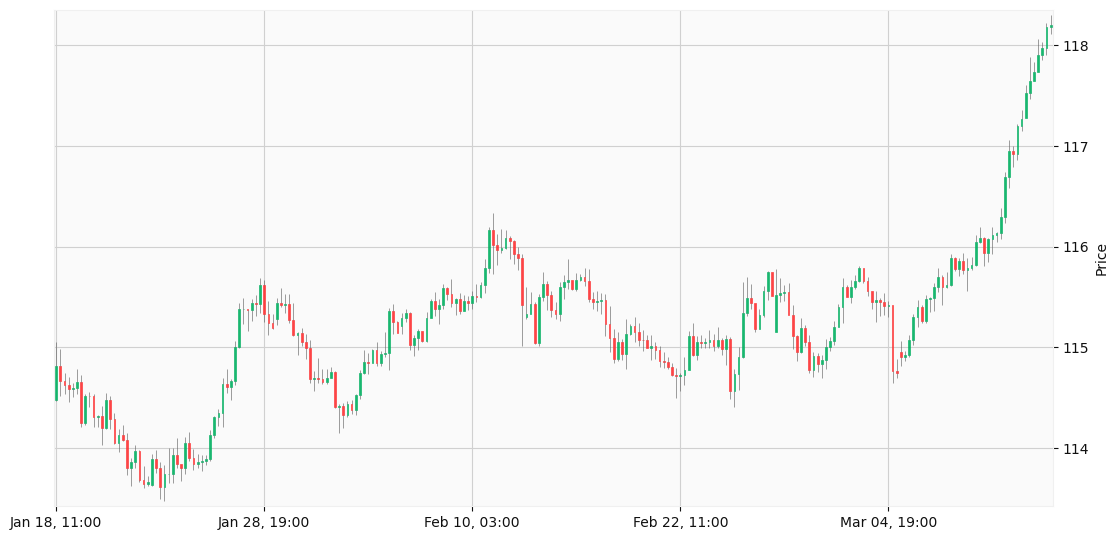 118
117
116
115
114
Price
Jan 18, 11:00
Jan 28, 19:00
Feb 10, 03:00
Feb 22, 11:00
Mar 04, 19:00